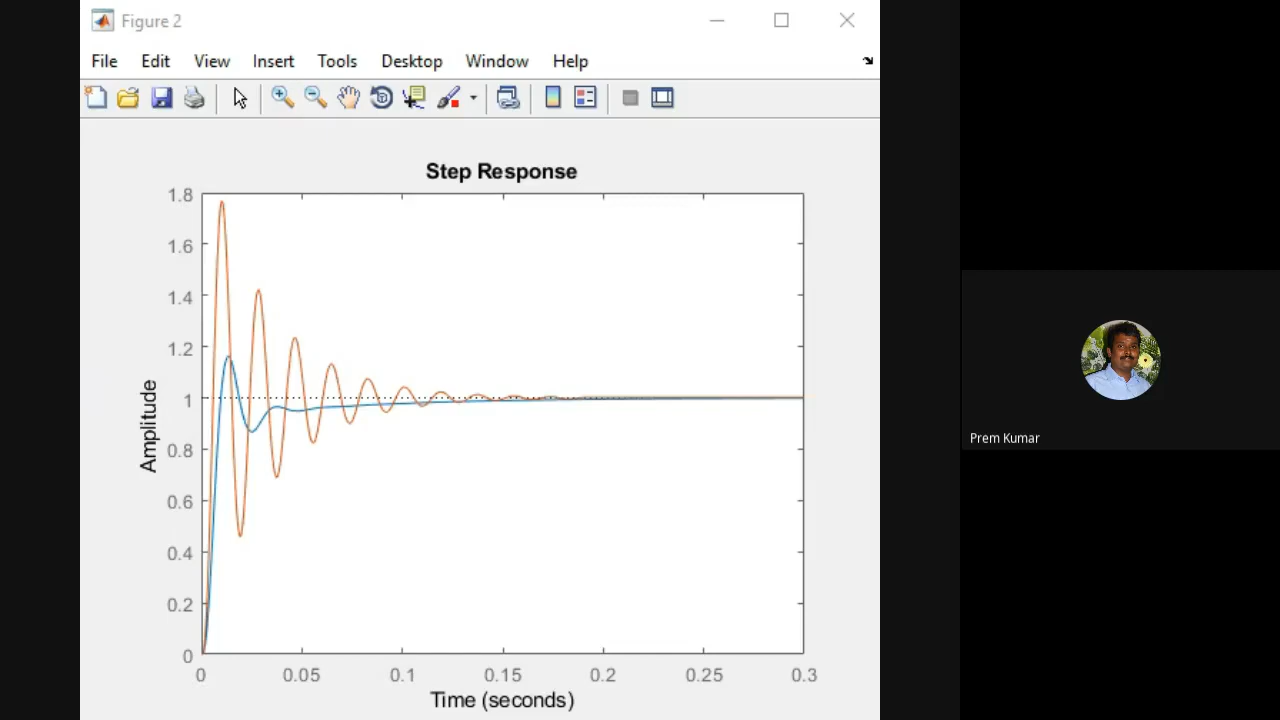 Figure 2
File Edit View Insert Tools Desktop Window Help
Step Response
1.8
1.6
1.4
1.2
1
0.8
0.6
0.4
0.2
0
Amplitude
0 0.05 0.1 0.15 0.2 0.25 0.3
Time (seconds)
Prem Kumar